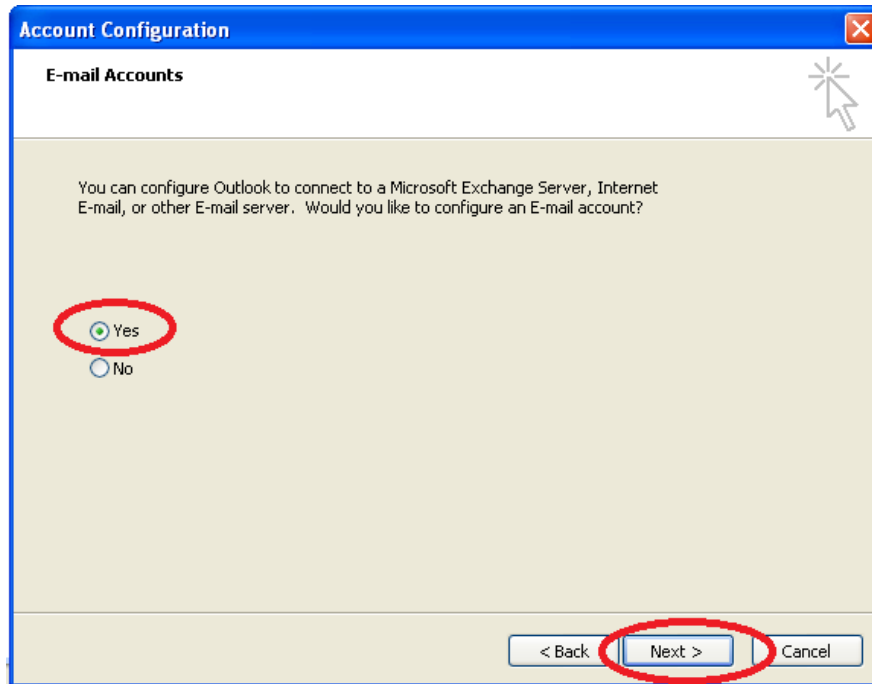 Account Configuration
E-mail Accounts
You can configure Outlook to connect to a Microsoft Exchange Server, Internet
E-mail, or other E-mail server. Would you like to configure an E-mail account?
Yes
No
< Back Next > Cancel